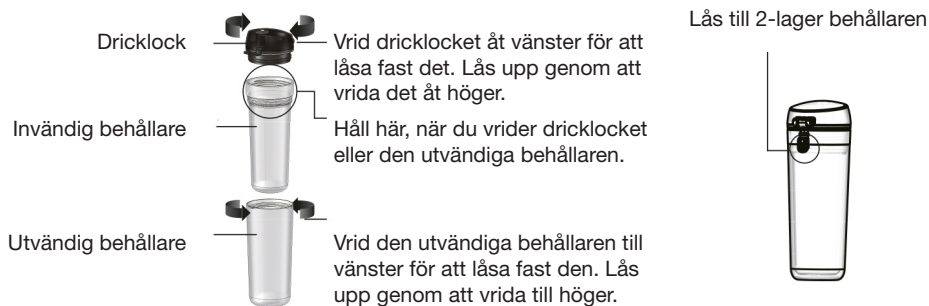 Dricklock
Vrid dricklocket åt vänster för att
låsa fast det. Lås upp genom att
vrida det åt höger.
Invändig behållare
Håll här, när du vrider dricklocket
eller den utvändiga behållaren.
Utvändig behållare
Vrid den utvändiga behållaren till
vänster för att låsa fast den. Lås
upp genom att vrida till höger.
Lås till 2-lager behållaren